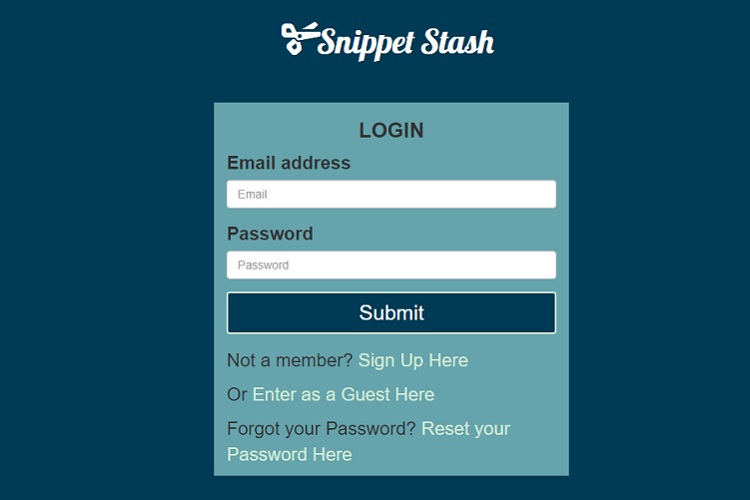 Snippet Stash
LOGIN
Email address
Email
Password
Password
Submit
Not a member? Sign Up Here
Or Enter as a Guest Here
Forgot your Password? Reset your
Password Here